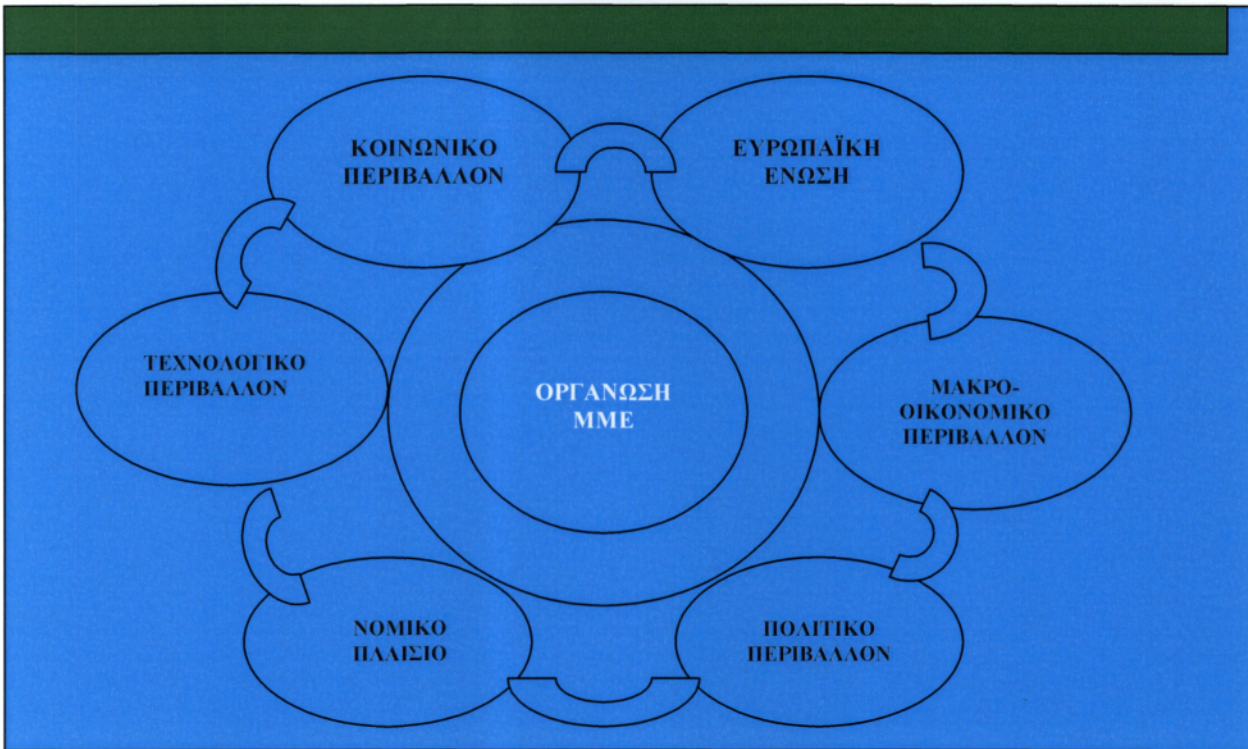 ΚΟΙΝΩΝΙΚΟ
ΠΕΡΙΒΑΛΛΟΝ
ΕΥΡΩΠΑΪΚΗ
ΕΝΩΣΗ
ΤΕΧΝΟΛΟΓΙΚΟ
ΠΕΡΙΒΑΛΛΟΝ
ΟΡΓΑΝΩΣΗ
ΜΜΕ
ΜΑΚΡΟ-
ΟΙΚΟΝΟΜΙΚΟ
ΠΕΡΙΒΑΛΛΟΝ
ΝΟΜΙΚΟ
ΠΛΑΙΣΙΟ
ΠΟΛΙΤΙΚΟ
ΠΕΡΙΒΑΛΛΟΝ